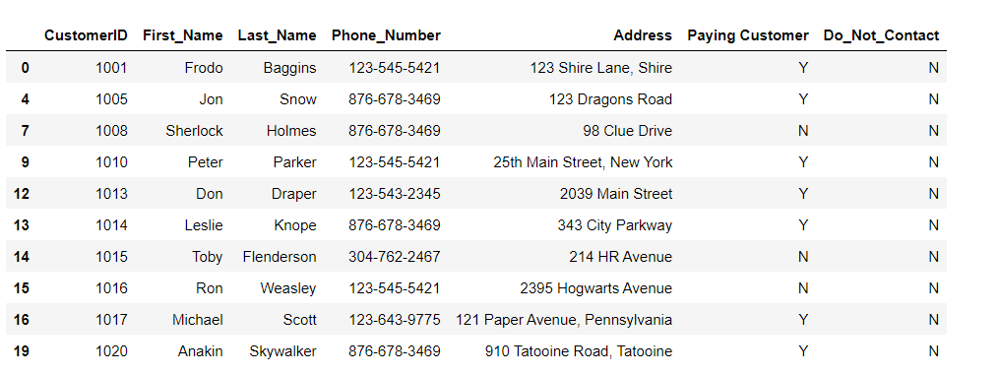 CustomerID First_Name Last_Name Phone_Number Address Paying Customer Do_Not_Contact
0 1001 Frodo Baggins 123-545-5421 123 Shire Lane, Shire Y N
4 1005 Jon Snow 876-678-3469 123 Dragons Road Y N
7 1008 Sherlock Holmes 876-678-3469 98 Clue Drive N N
9 1010 Peter Parker 123-545-5421 25th Main Street, New York Y N
12 1013 Don Draper 123-543-2345 2039 Main Street Y N
13 1014 Leslie Knope 876-678-3469 343 City Parkway Y N
14 1015 Toby Flenderson 304-762-2467 214 HR Avenue N N
15 1016 Ron Weasley 123-545-5421 2395 Hogwarts Avenue N N
16 1017 Michael Scott 123-643-9775 121 Paper Avenue, Pennsylvania Y N
19 1020 Anakin Skywalker 876-678-3469 910 Tatooine Road, Tatooine Y N